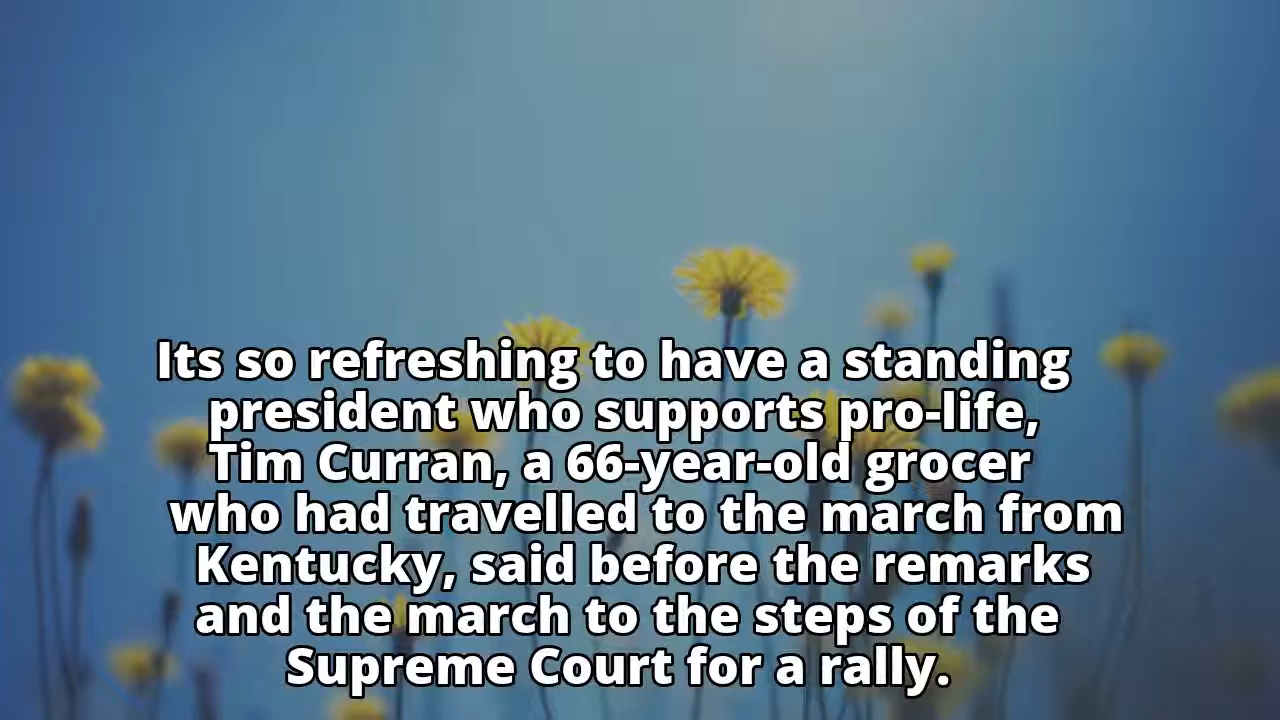 Its so refreshing to have a standing
president who supports pro-life,
Tim Curran, a 66-year-old grocer
who had travelled to the march from
Kentucky, said before the remarks
and the march to the steps of the
Supreme Court for a rally.